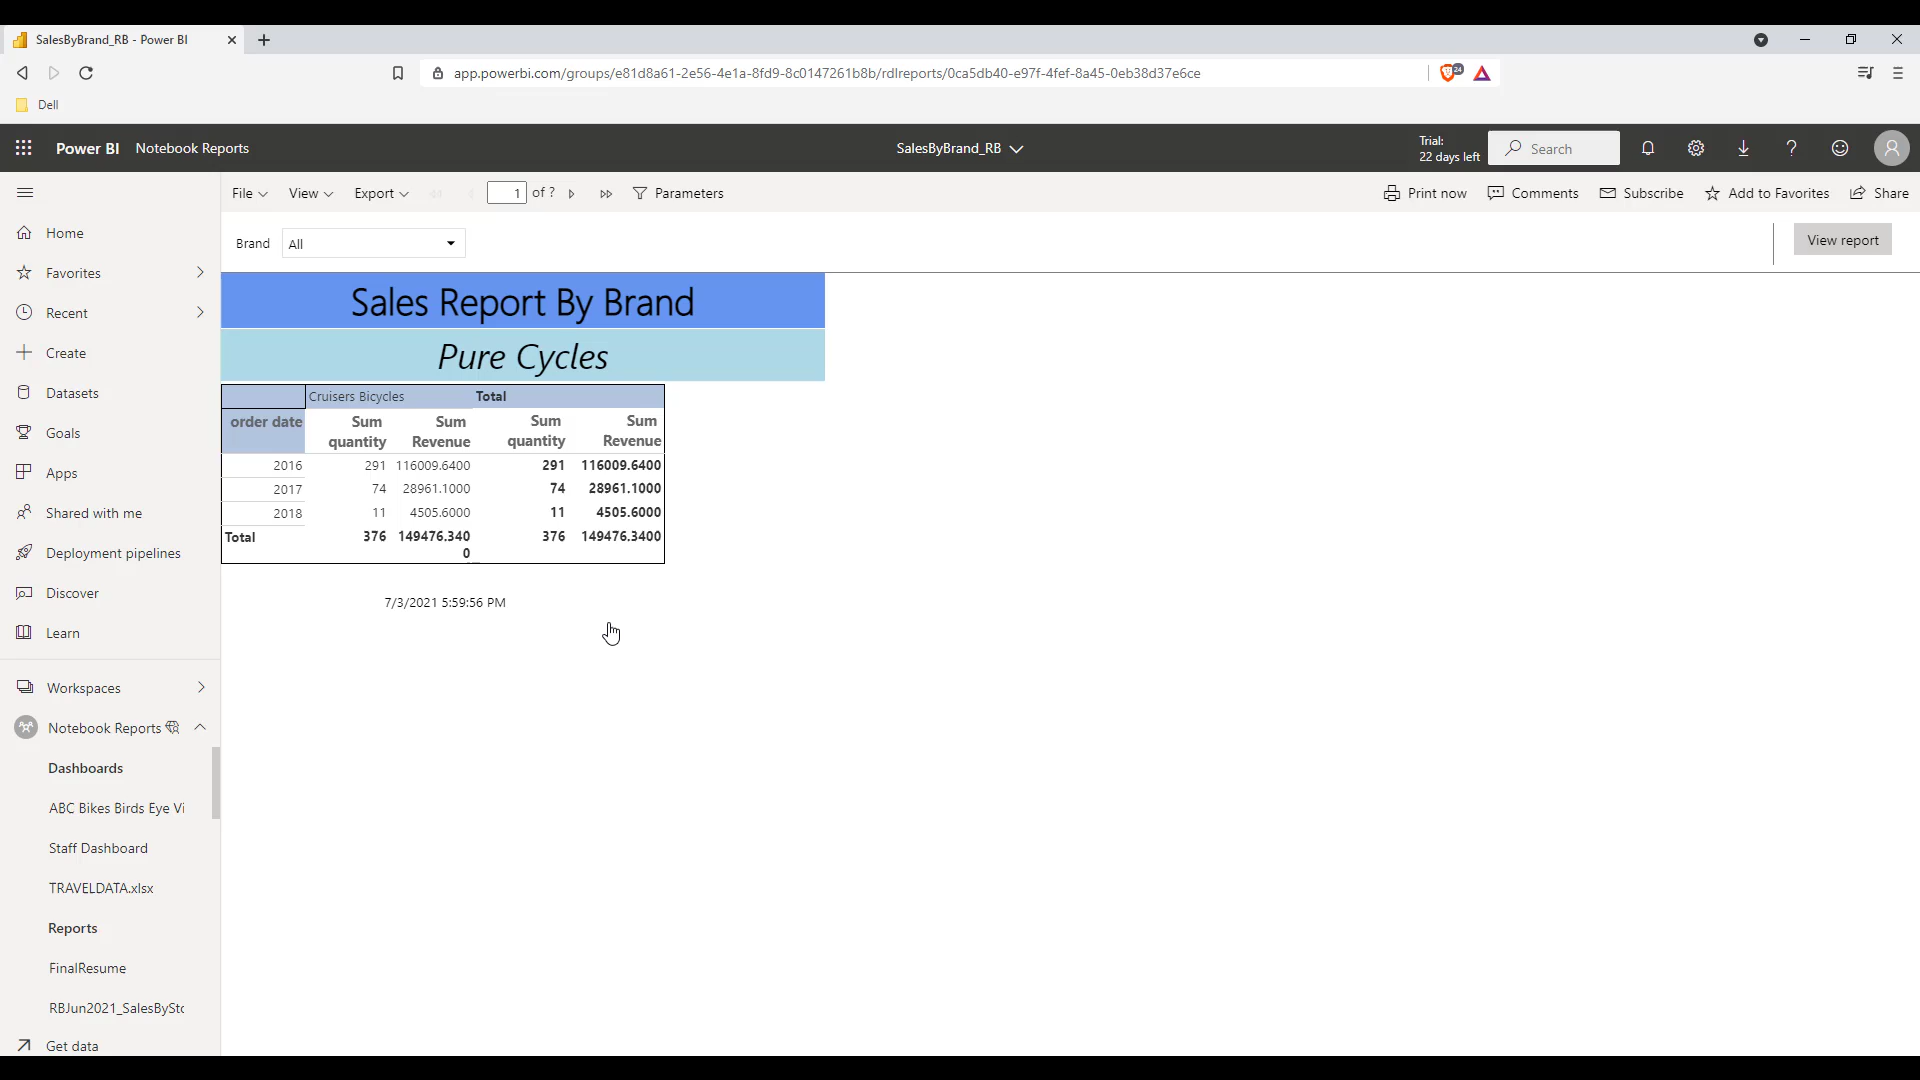 SalesByBrand_RB - Power BI
app.powerbi.com/groups/e81d8a61-2e56-4e1a-8fd9-8c0147261b8b/rdlreports/0ca5db40-e97f-4fef-8a45-0eb38d37e6ce
24
Dell
Power BI Notebook Reports SalesByBrand_RB Trial: 22 days left Search
File View Export 1 of ? Parameters Print now Comments Subscribe Add to Favorites Share
Brand All View report
Home
Favorites
Recent
Create
Datasets
Goals
Apps
Shared with me
Deployment pipelines
Discover
Learn
Workspaces
Notebook Reports
Dashboards
ABC Bikes Birds Eye Vi
Staff Dashboard
TRAVELDATA.xlsx
Reports
FinalResume
RBJun2021_SalesBySto
Get data
Sales Report By Brand
Pure Cycles
Cruisers Bicycles Total
order date Sum quantity Sum Revenue Sum quantity Sum Revenue
2016 291 116009.6400 291 116009.6400
2017 74 28961.1000 74 28961.1000
2018 11 4505.6000 11 4505.6000
Total 376 149476.340 376 149476.3400
0
7/3/2021 5:59:56 PM